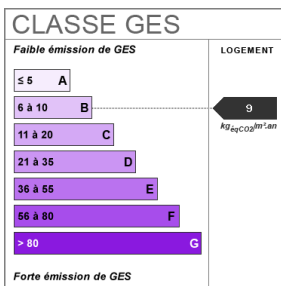 CLASSE GES
Faible émission de GES
LOGEMENT
≤ 5 A
6 à 10 B
9
kgéqCO2/m².an
11 à 20 C
21 à 35 D
36 à 55 E
56 à 80 F
> 80 G
Forte émission de GES